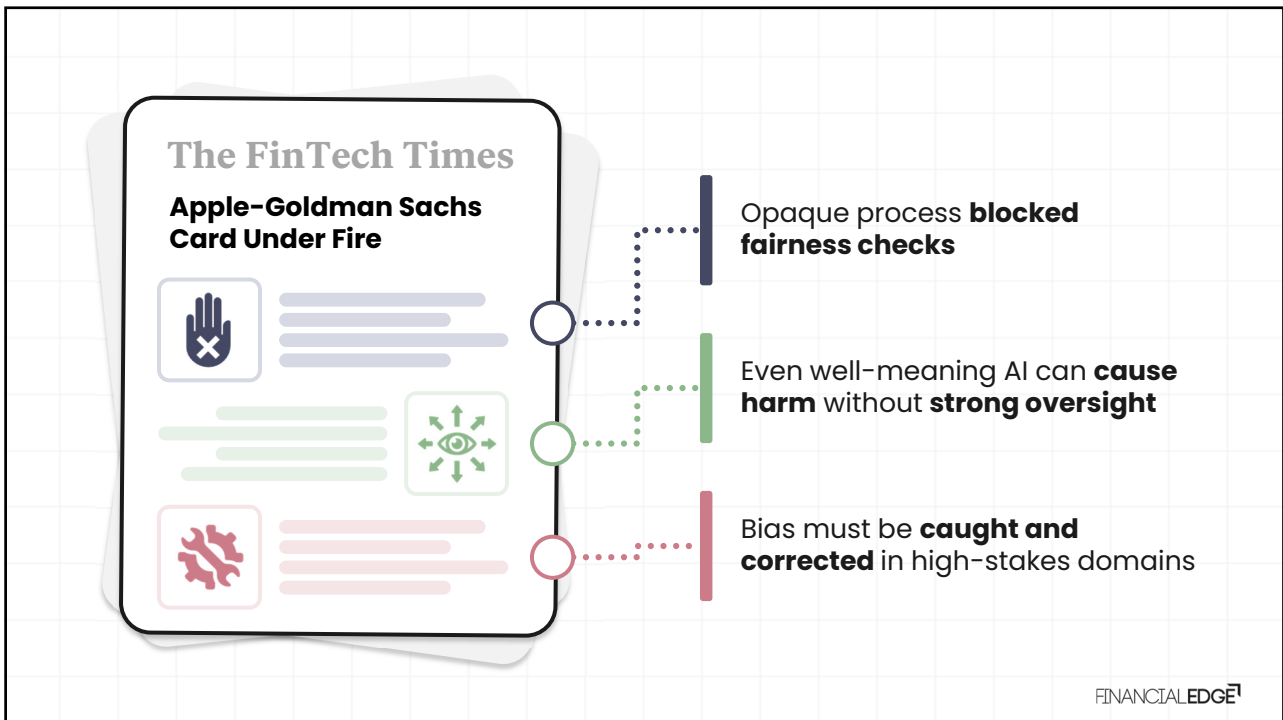 The FinTech Times
Apple-Goldman Sachs
Card Under Fire
Opaque process blocked
fairness checks
Even well-meaning AI can cause
harm without strong oversight
Bias must be caught and
corrected in high-stakes domains
FINANCIALEDGE